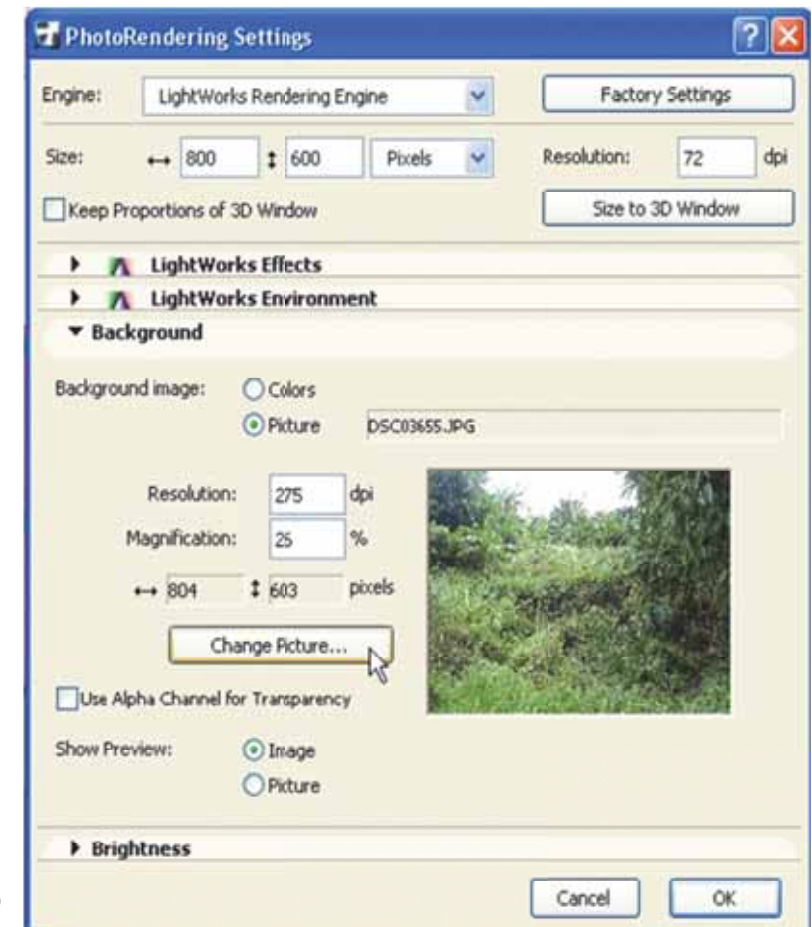 PhotoRendering Settings
Engine: LightWorks Rendering Engine Factory Settings
Size: 800 600 Pixels Resolution: 72 dpi
Keep Proportions of 3D Window Size to 3D Window
LightWorks Effects
LightWorks Environment
Background
Background image: Colors
Picture DSC03655.JPG
Resolution: 275 dpi
Magnification: 25 %
804 603 pixels
Change Picture...
Use Alpha Channel for Transparency
Show Preview: Image
Picture
Brightness
Cancel OK